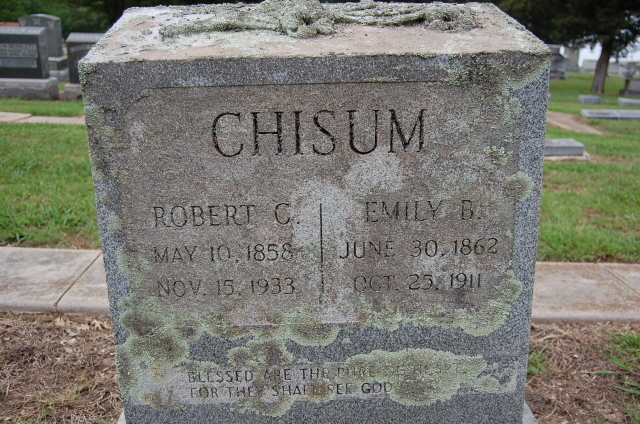 CHISUM
ROBERT G. EMILY B.
MAY 10, 1858 JUNE 30, 1862
NOV. 15, 1933 OCT. 25, 1911
BLESSED ARE THE PURE
FOR THEY SHALL SEE GOD